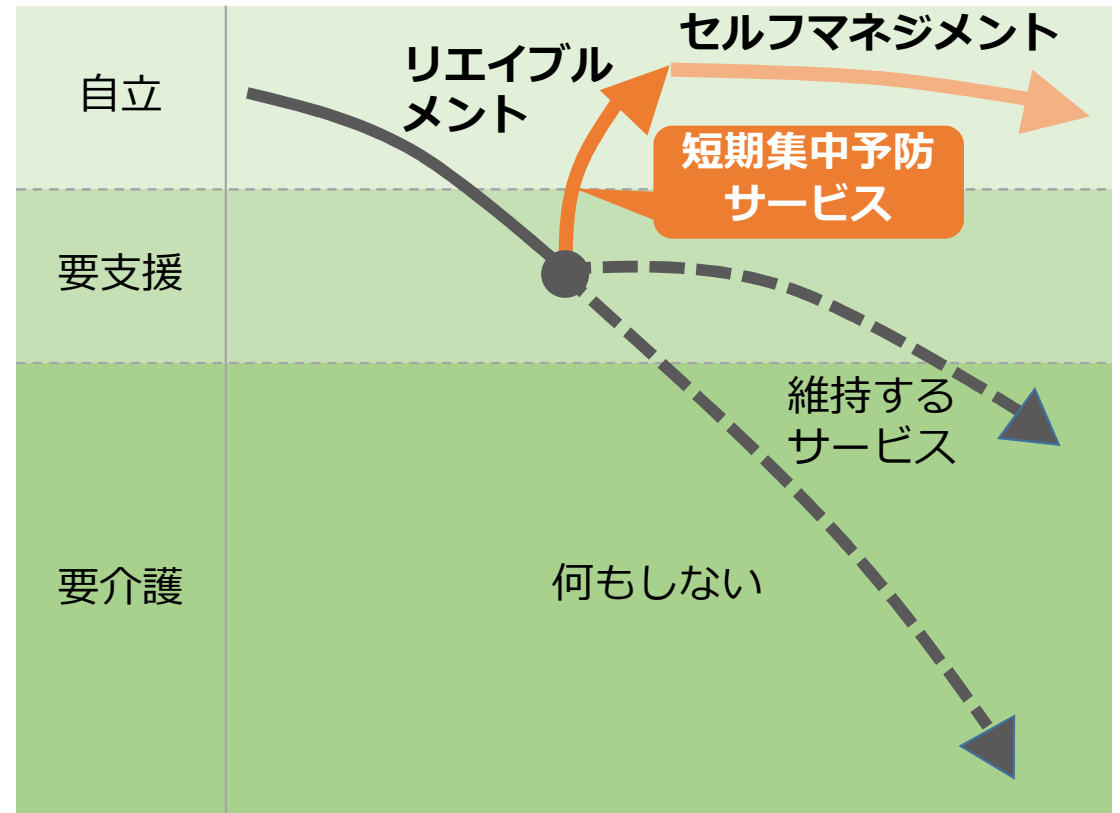 セルフマネジメント
リエイブル
メント
自立
短期集中予防
サービス
要支援
維持する
サービス
要介護
何もしない